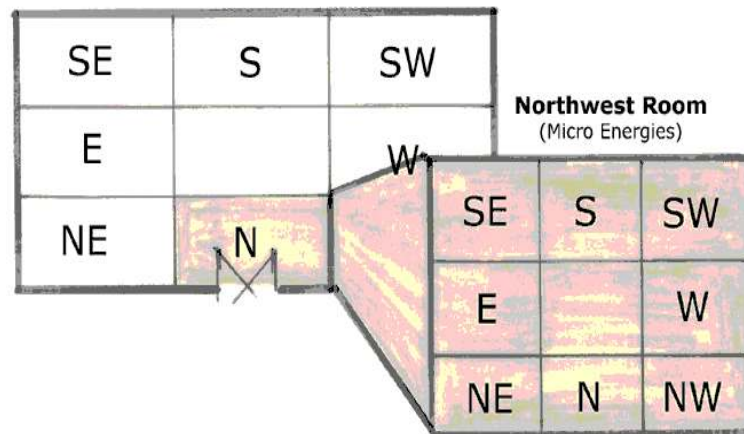 SE S SW
Northwest Room
(Micro Energies)
E W
SE S SW
NE N
E W
NE N NW